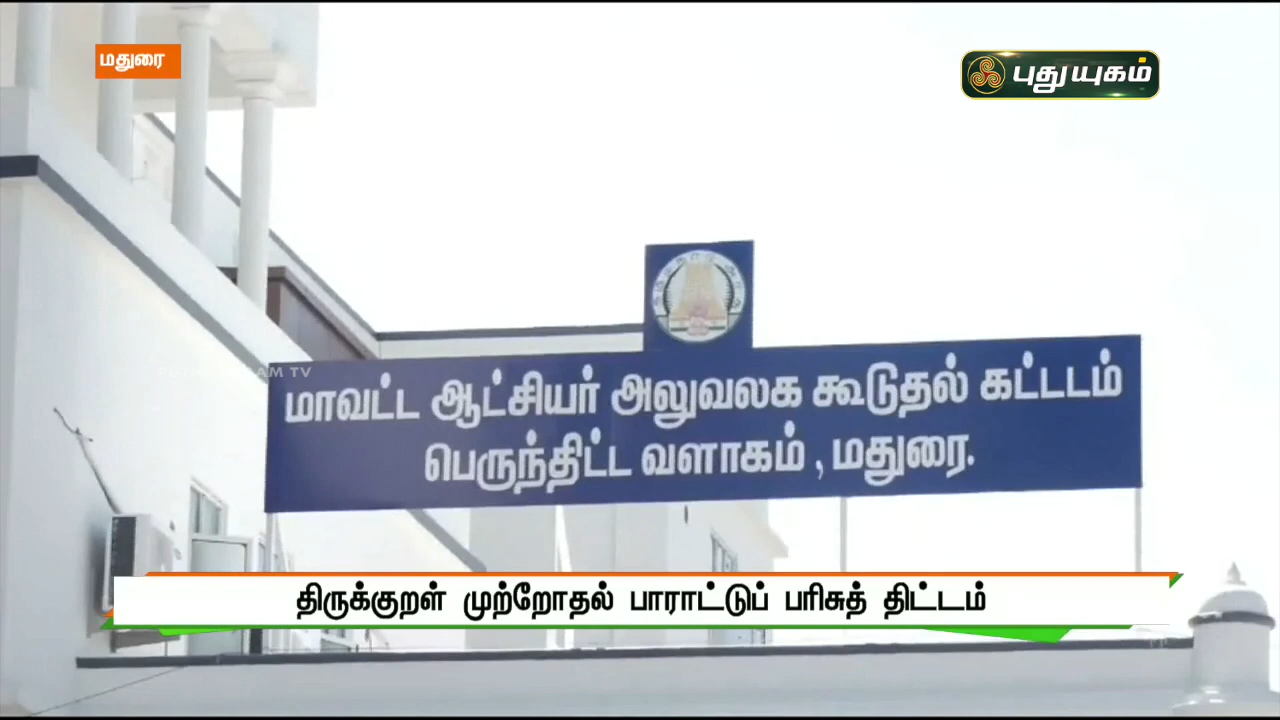 மதுரை
புதுயுகம்
மாவட்ட ஆட்சியர் அலுவலக கூடுதல் கட்டடம்
பெருந்திட்ட வளாகம், மதுரை.
திருக்குறள் முற்றோதல் பாராட்டுப் பரிசுத் திட்டம்